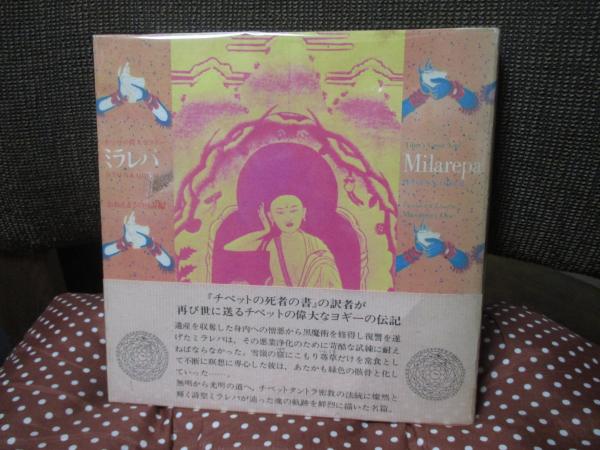 ミラレパ
Milarepa
『チベットの死者の書』の訳者が
再び世に送るチベットの偉大なヨギーの伝記
遺産を収奪した身内への憎悪から黒魔術を修得し復讐を遂
げたミラレパは、その悪業浄化のために苛酷な試練に耐え
ねばならなかった。雪嶺の窟にこもり蕁草だけを常食とし
て不断に瞑想に専心した彼は、あたかも緑色の骸骨と化し
ていった――
無明から光明の道へ。チベットタントラ密教の法統に燦然と
輝く詩聖ミラレパが辿った魂の軌跡を鮮烈に描いた名篇。